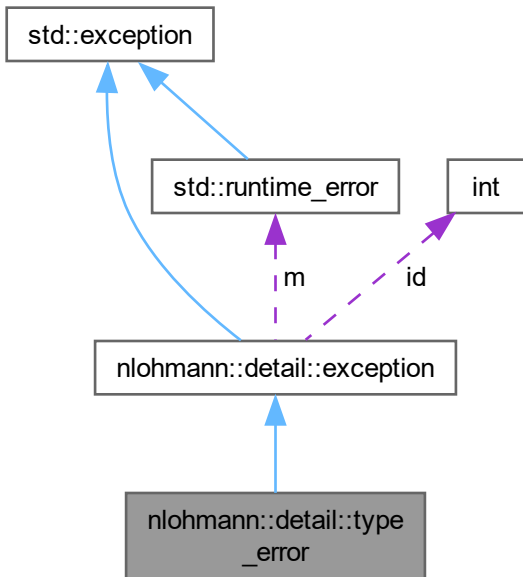 std::exception
std::runtime_error
int
m
id
nlohmann::detail::exception
nlohmann::detail::type
_error